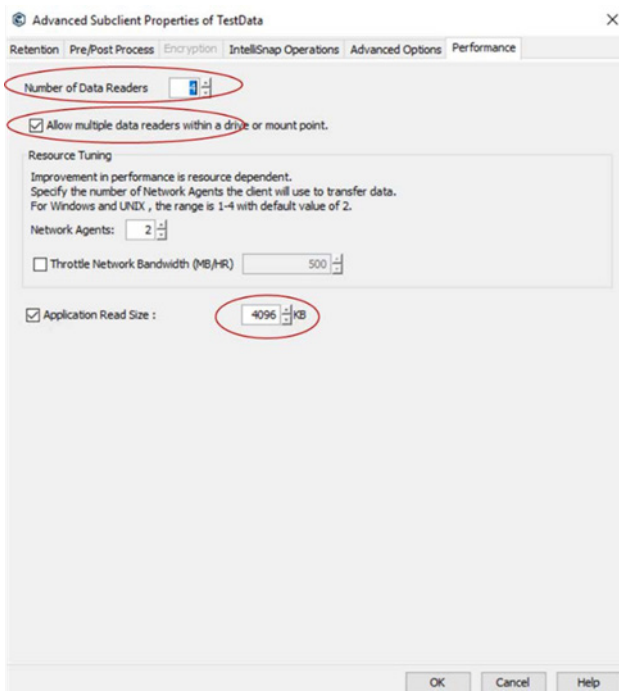 Advanced Subclient Properties of TestData
Retention Pre/Post Process Encryption IntelliSnap Operations Advanced Options Performance
Number of Data Readers 4
Allow multiple data readers within a drive or mount point.
Resource Tuning
Improvement in performance is resource dependent.
Specify the number of Network Agents the client will use to transfer data.
For Windows and UNIX , the range is 1-4 with default value of 2.
Network Agents: 2
Throttle Network Bandwidth (MB/HR) 500
Application Read Size : 4096 KB
OK Cancel Help